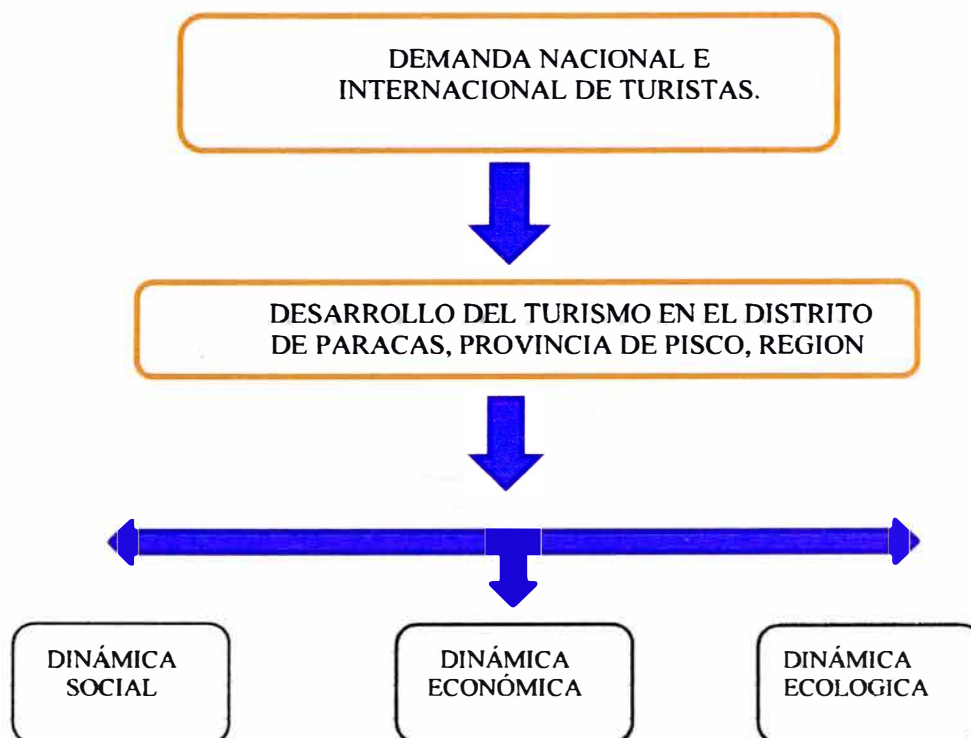 DEMANDA NACIONAL E
INTERNACIONAL DE TURISTAS.
DESARROLLO DEL TURISMO EN EL DISTRITO
DE PARACAS, PROVINCIA DE PISCO, REGION
DINÁMICA
SOCIAL
DINÁMICA
ECONÓMICA
DINÁMICA
ECOLOGICA